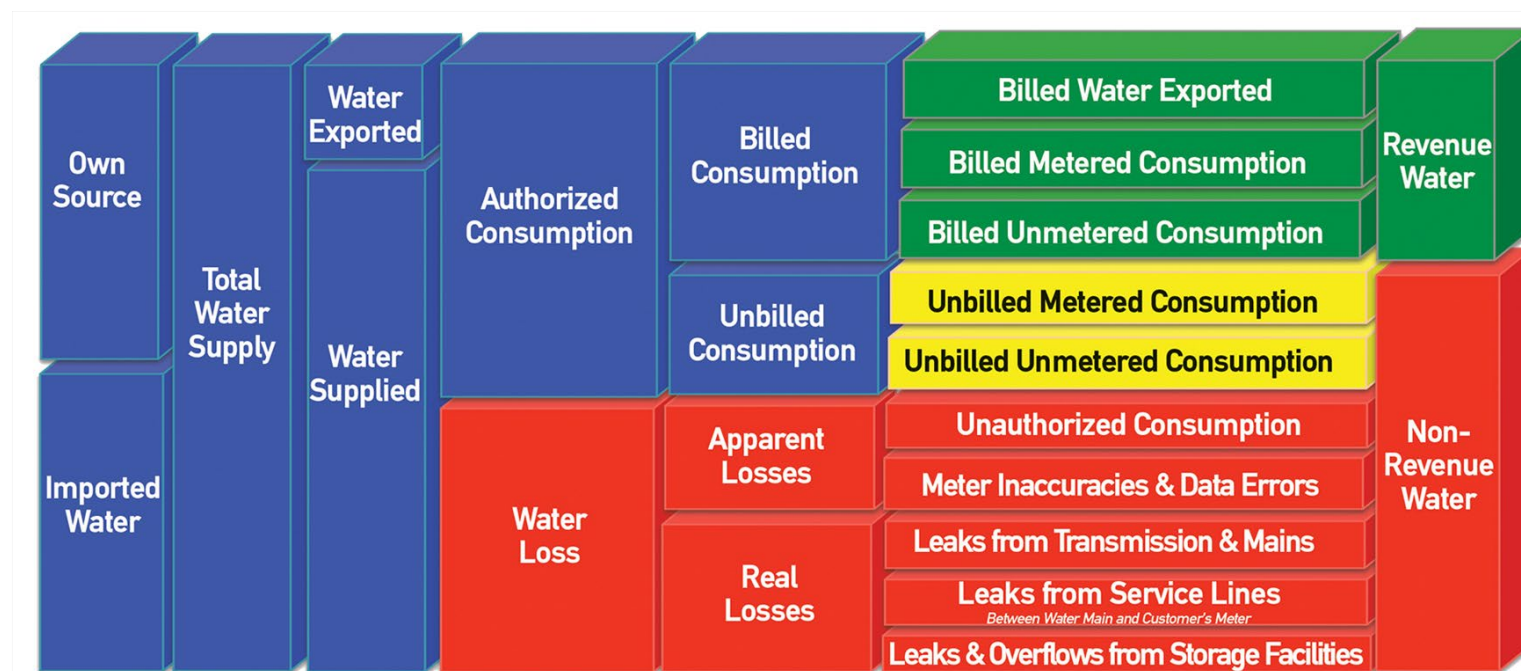 Own
Source
Imported
Water
Total
Water
Supply
Water
Exported
Water
Supplied
Authorized
Consumption
Water
Loss
Billed
Consumption
Unbilled
Consumption
Apparent
Losses
Real
Losses
Billed Water Exported
Billed Metered Consumption
Billed Unmetered Consumption
Unbilled Metered Consumption
Unbilled Unmetered Consumption
Unauthorized Consumption
Meter Inaccuracies & Data Errors
Leaks from Transmission & Mains
Leaks from Service Lines
Between Water Main and Customer's Meter
Leaks & Overflows from Storage Facilities
Revenue
Water
Non-
Revenue
Water